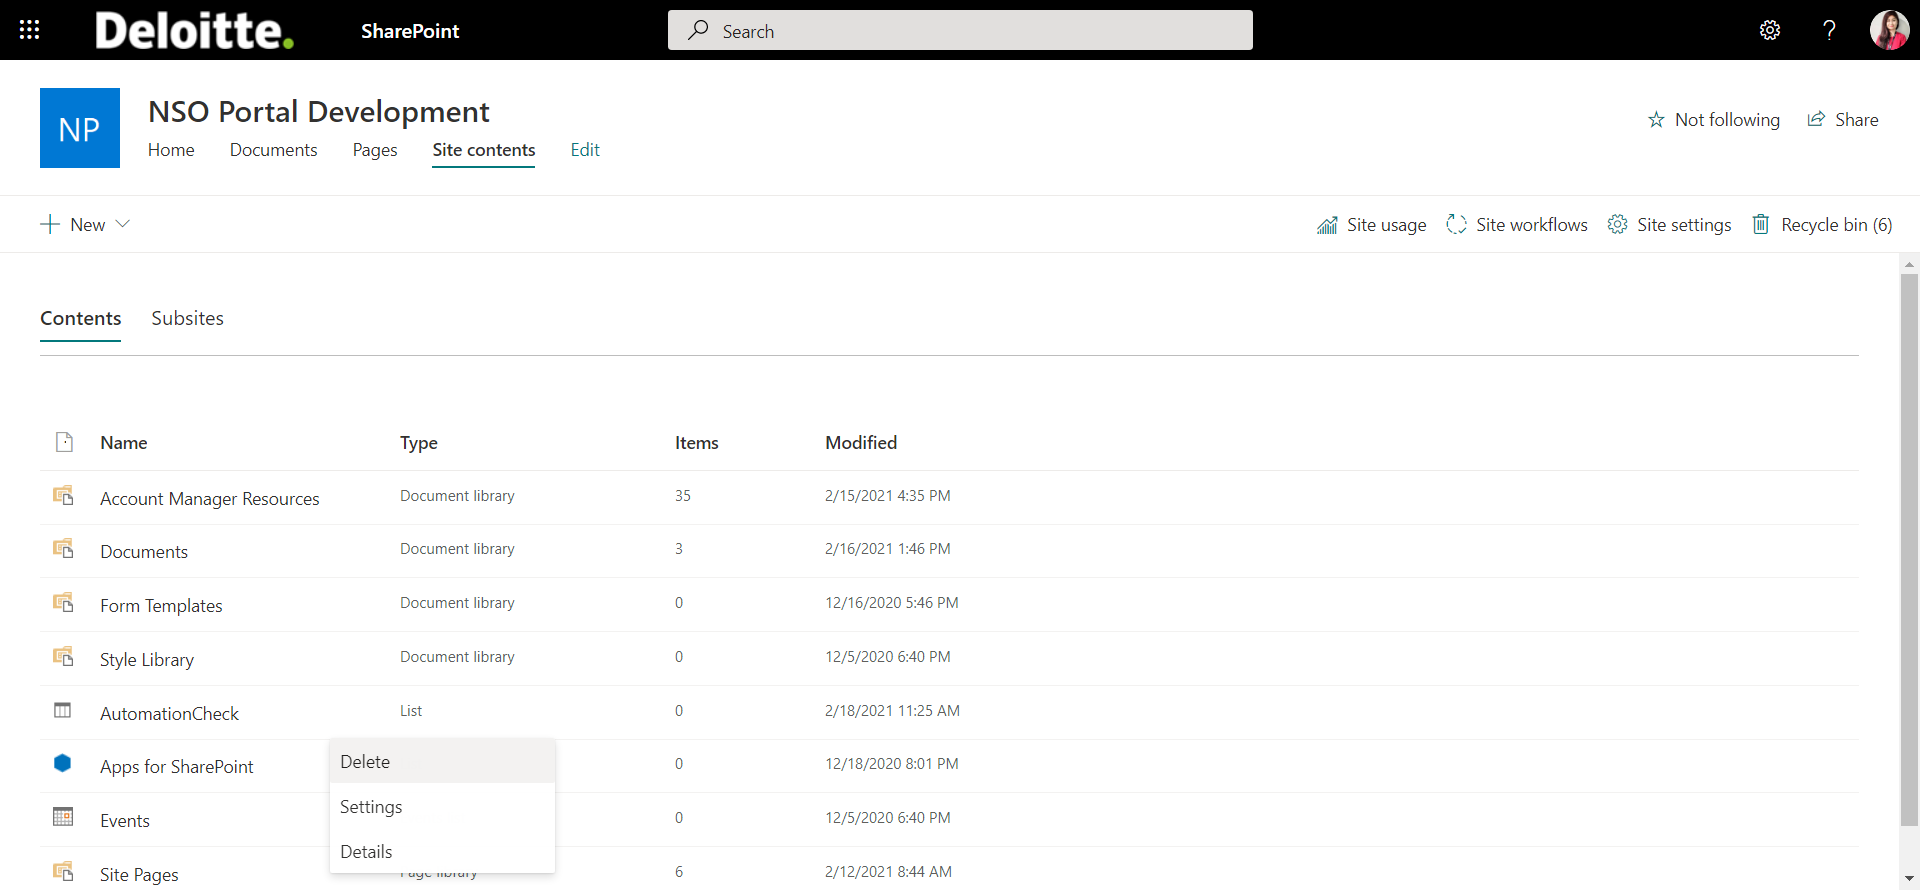 Deloitte. SharePoint Search ?
NP
NSO Portal Development
Home Documents Pages Site contents Edit
Not following Share
New Site usage Site workflows Site settings Recycle bin (6)
Contents Subsites
Name Type Items Modified
Account Manager Resources Document library 35 2/15/2021 4:35 PM
Documents Document library 3 2/16/2021 1:46 PM
Form Templates Document library 0 12/16/2020 5:46 PM
Style Library Document library 0 12/5/2020 6:40 PM
AutomationCheck List 0 2/18/2021 11:25 AM
Apps for SharePoint 0 12/18/2020 8:01 PM
Delete
Settings
Details
Events 0 12/5/2020 6:40 PM
Site Pages Page library 6 2/12/2021 8:44 AM